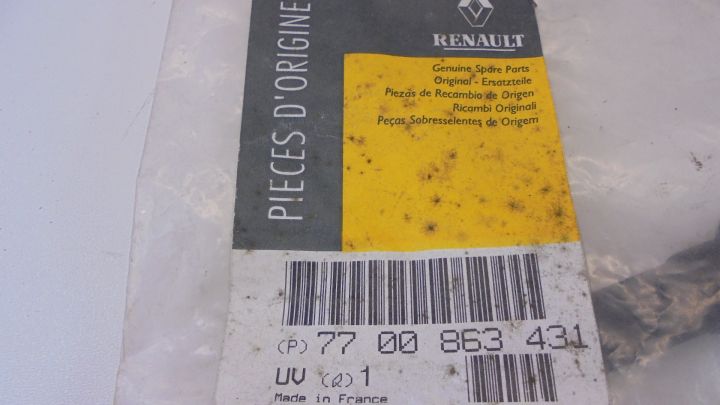 PIECES D'ORIGINE
RENAULT
Genuine Spare Parts
Original - Ersatzteile
Piezas de Recambio de Origen
Ricambi Originali
Peças Sobresselentes de Origem
(P) 77 00 863 431
UV (Q) 1
Made in France